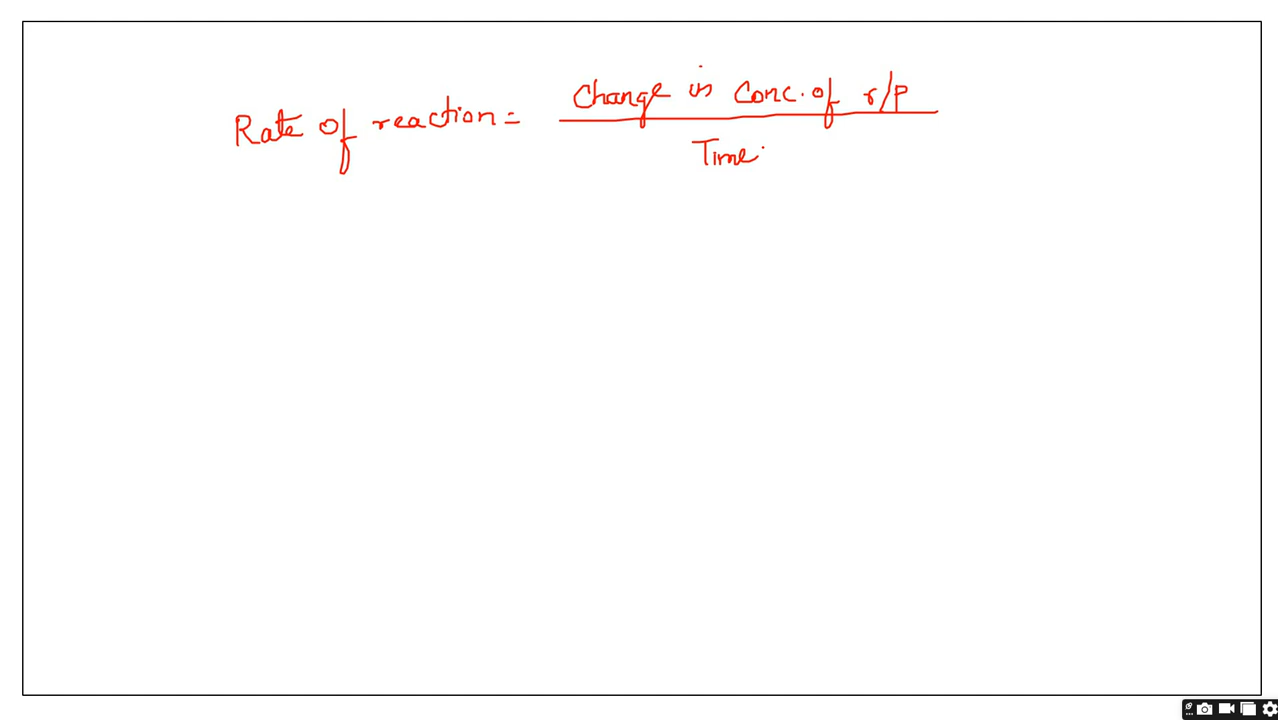 Rate of reaction = Change in Conc. of r/p
Time